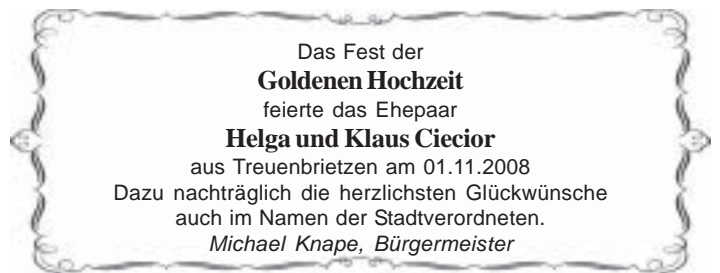 Das Fest der
Goldenen Hochzeit
feierte das Ehepaar
Helga und Klaus Ciecior
aus Treuenbrietzen am 01.11.2008
Dazu nachträglich die herzlichsten Glückwünsche
auch im Namen der Stadtverordneten.
Michael Knape, Bürgermeister